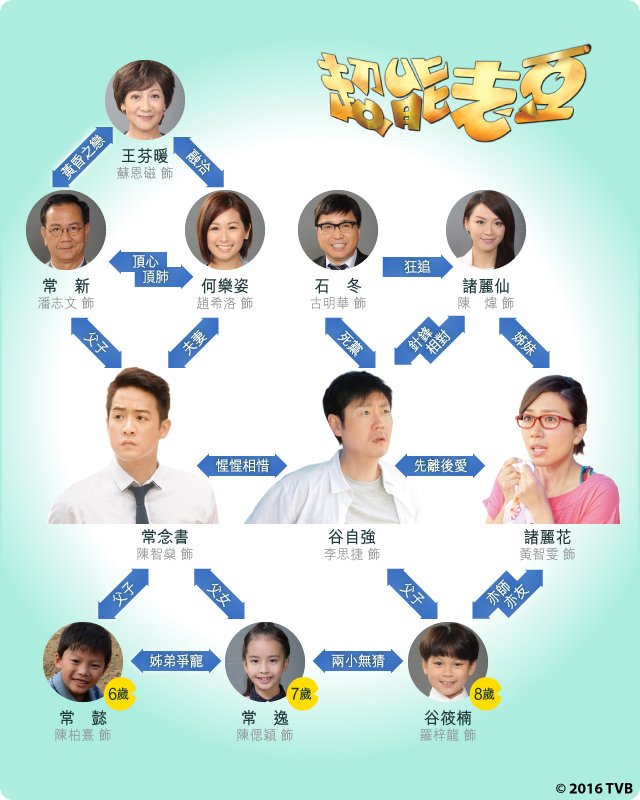 超能老豆
王芬暖
蘇恩磁 飾
黃昏之戀
融洽
常　新
潘志文 飾
頂心
頂肺
何樂姿
趙希洛 飾
石　冬
古明華 飾
狂追
諸麗仙
陳　煒 飾
父子
夫妻
死黨
針鋒
相對
姊妹
惺惺相惜
先離後愛
常念書
陳智燊 飾
谷自強
李思捷 飾
諸麗花
黃智雯 飾
父子
父女
父子
亦師
亦友
姊弟爭寵
兩小無猜
6歲
7歲
8歲
常　懿
陳柏熹 飾
常　逸
陳偲穎 飾
谷筱楠
羅梓龍 飾
© 2016 TVB